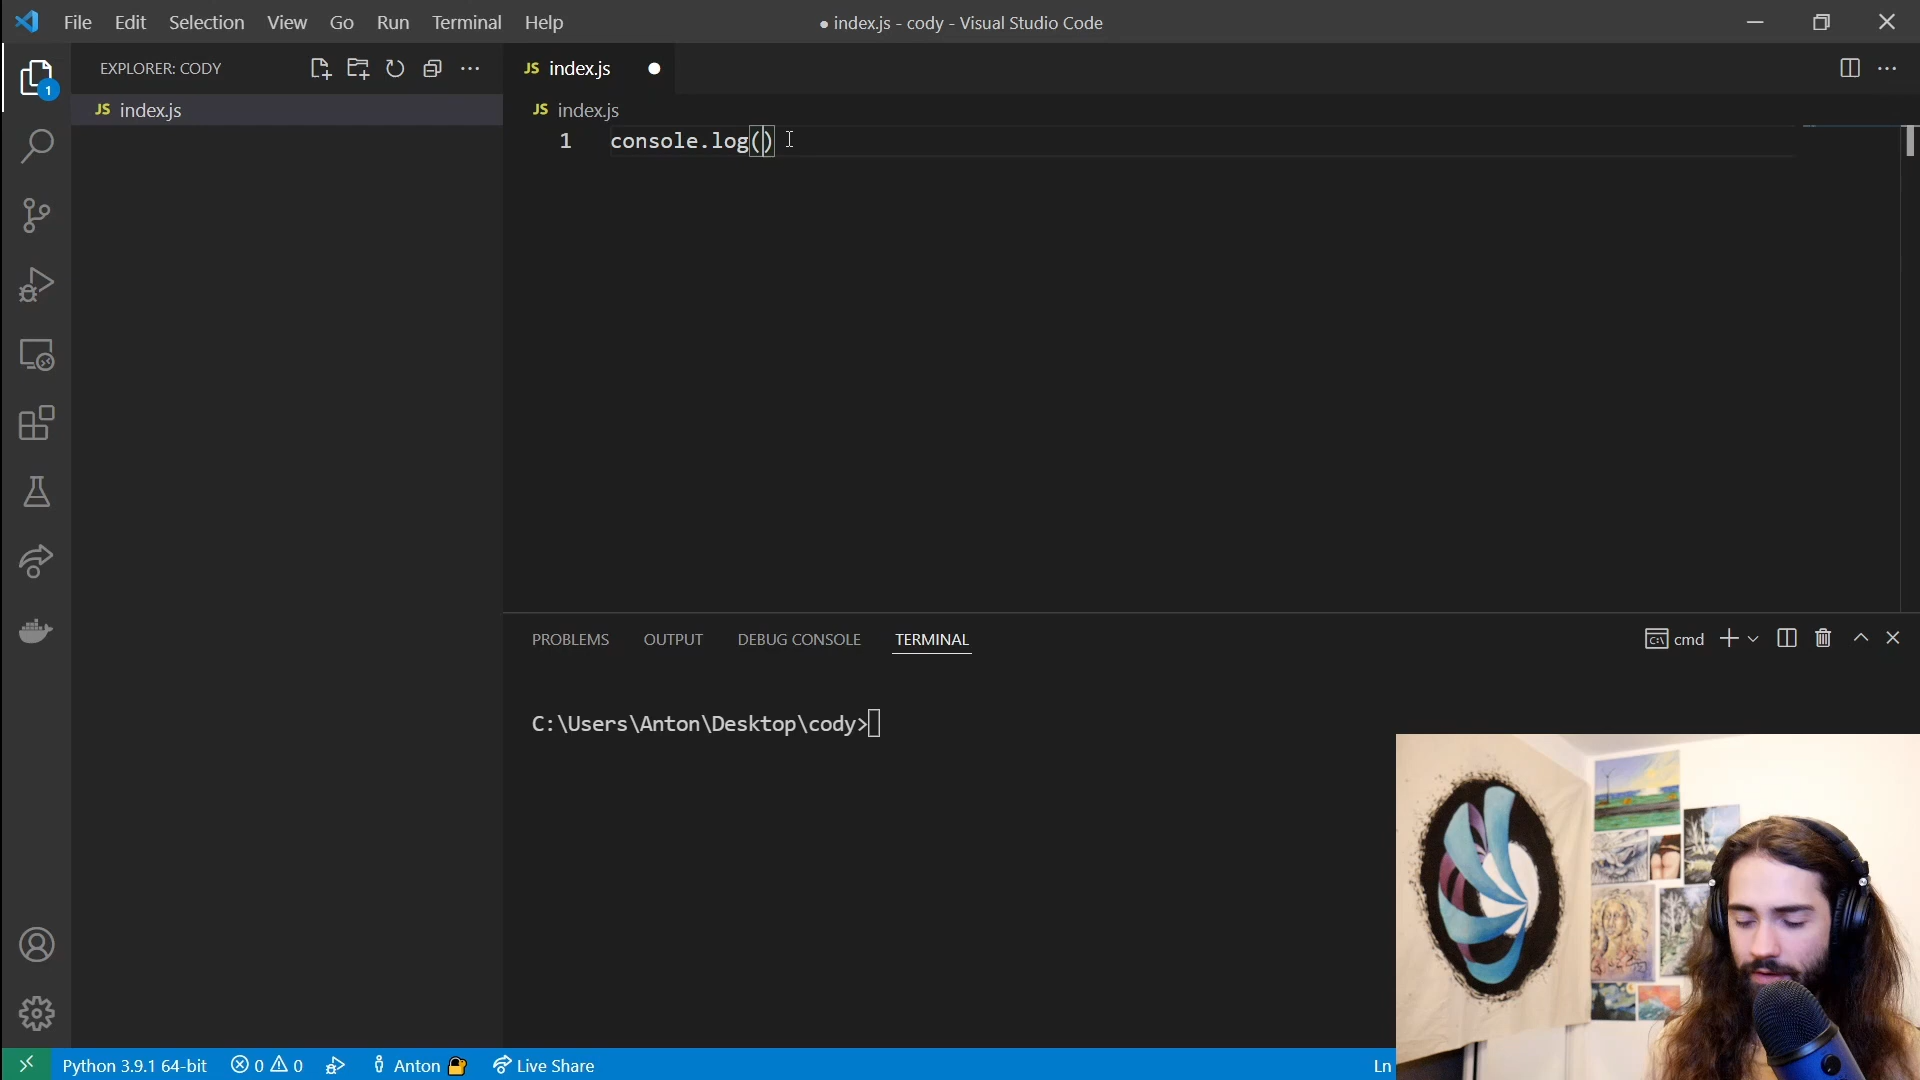 File Edit Selection View Go Run Terminal Help
● index.js - cody - Visual Studio Code
EXPLORER: CODY
JS index.js
1
JS index.js
JS index.js
1 console.log()
PROBLEMS OUTPUT DEBUG CONSOLE TERMINAL
cmd
C:\Users\Anton\Desktop\cody>
Python 3.9.1 64-bit 0 0 Anton Live Share Ln